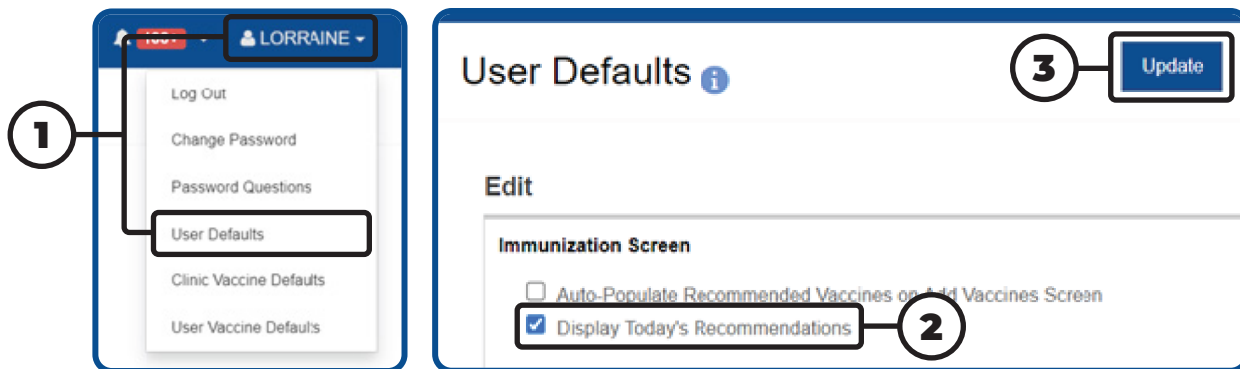 100+ LORRAINE
Log Out
Change Password
1
Password Questions
User Defaults
Clinic Vaccine Defaults
User Vaccine Defaults
User Defaults i
3
Update
Edit
Immunization Screen
Auto-Populate Recommended Vaccines on Add Vaccines Screen
Display Today's Recommendations
2